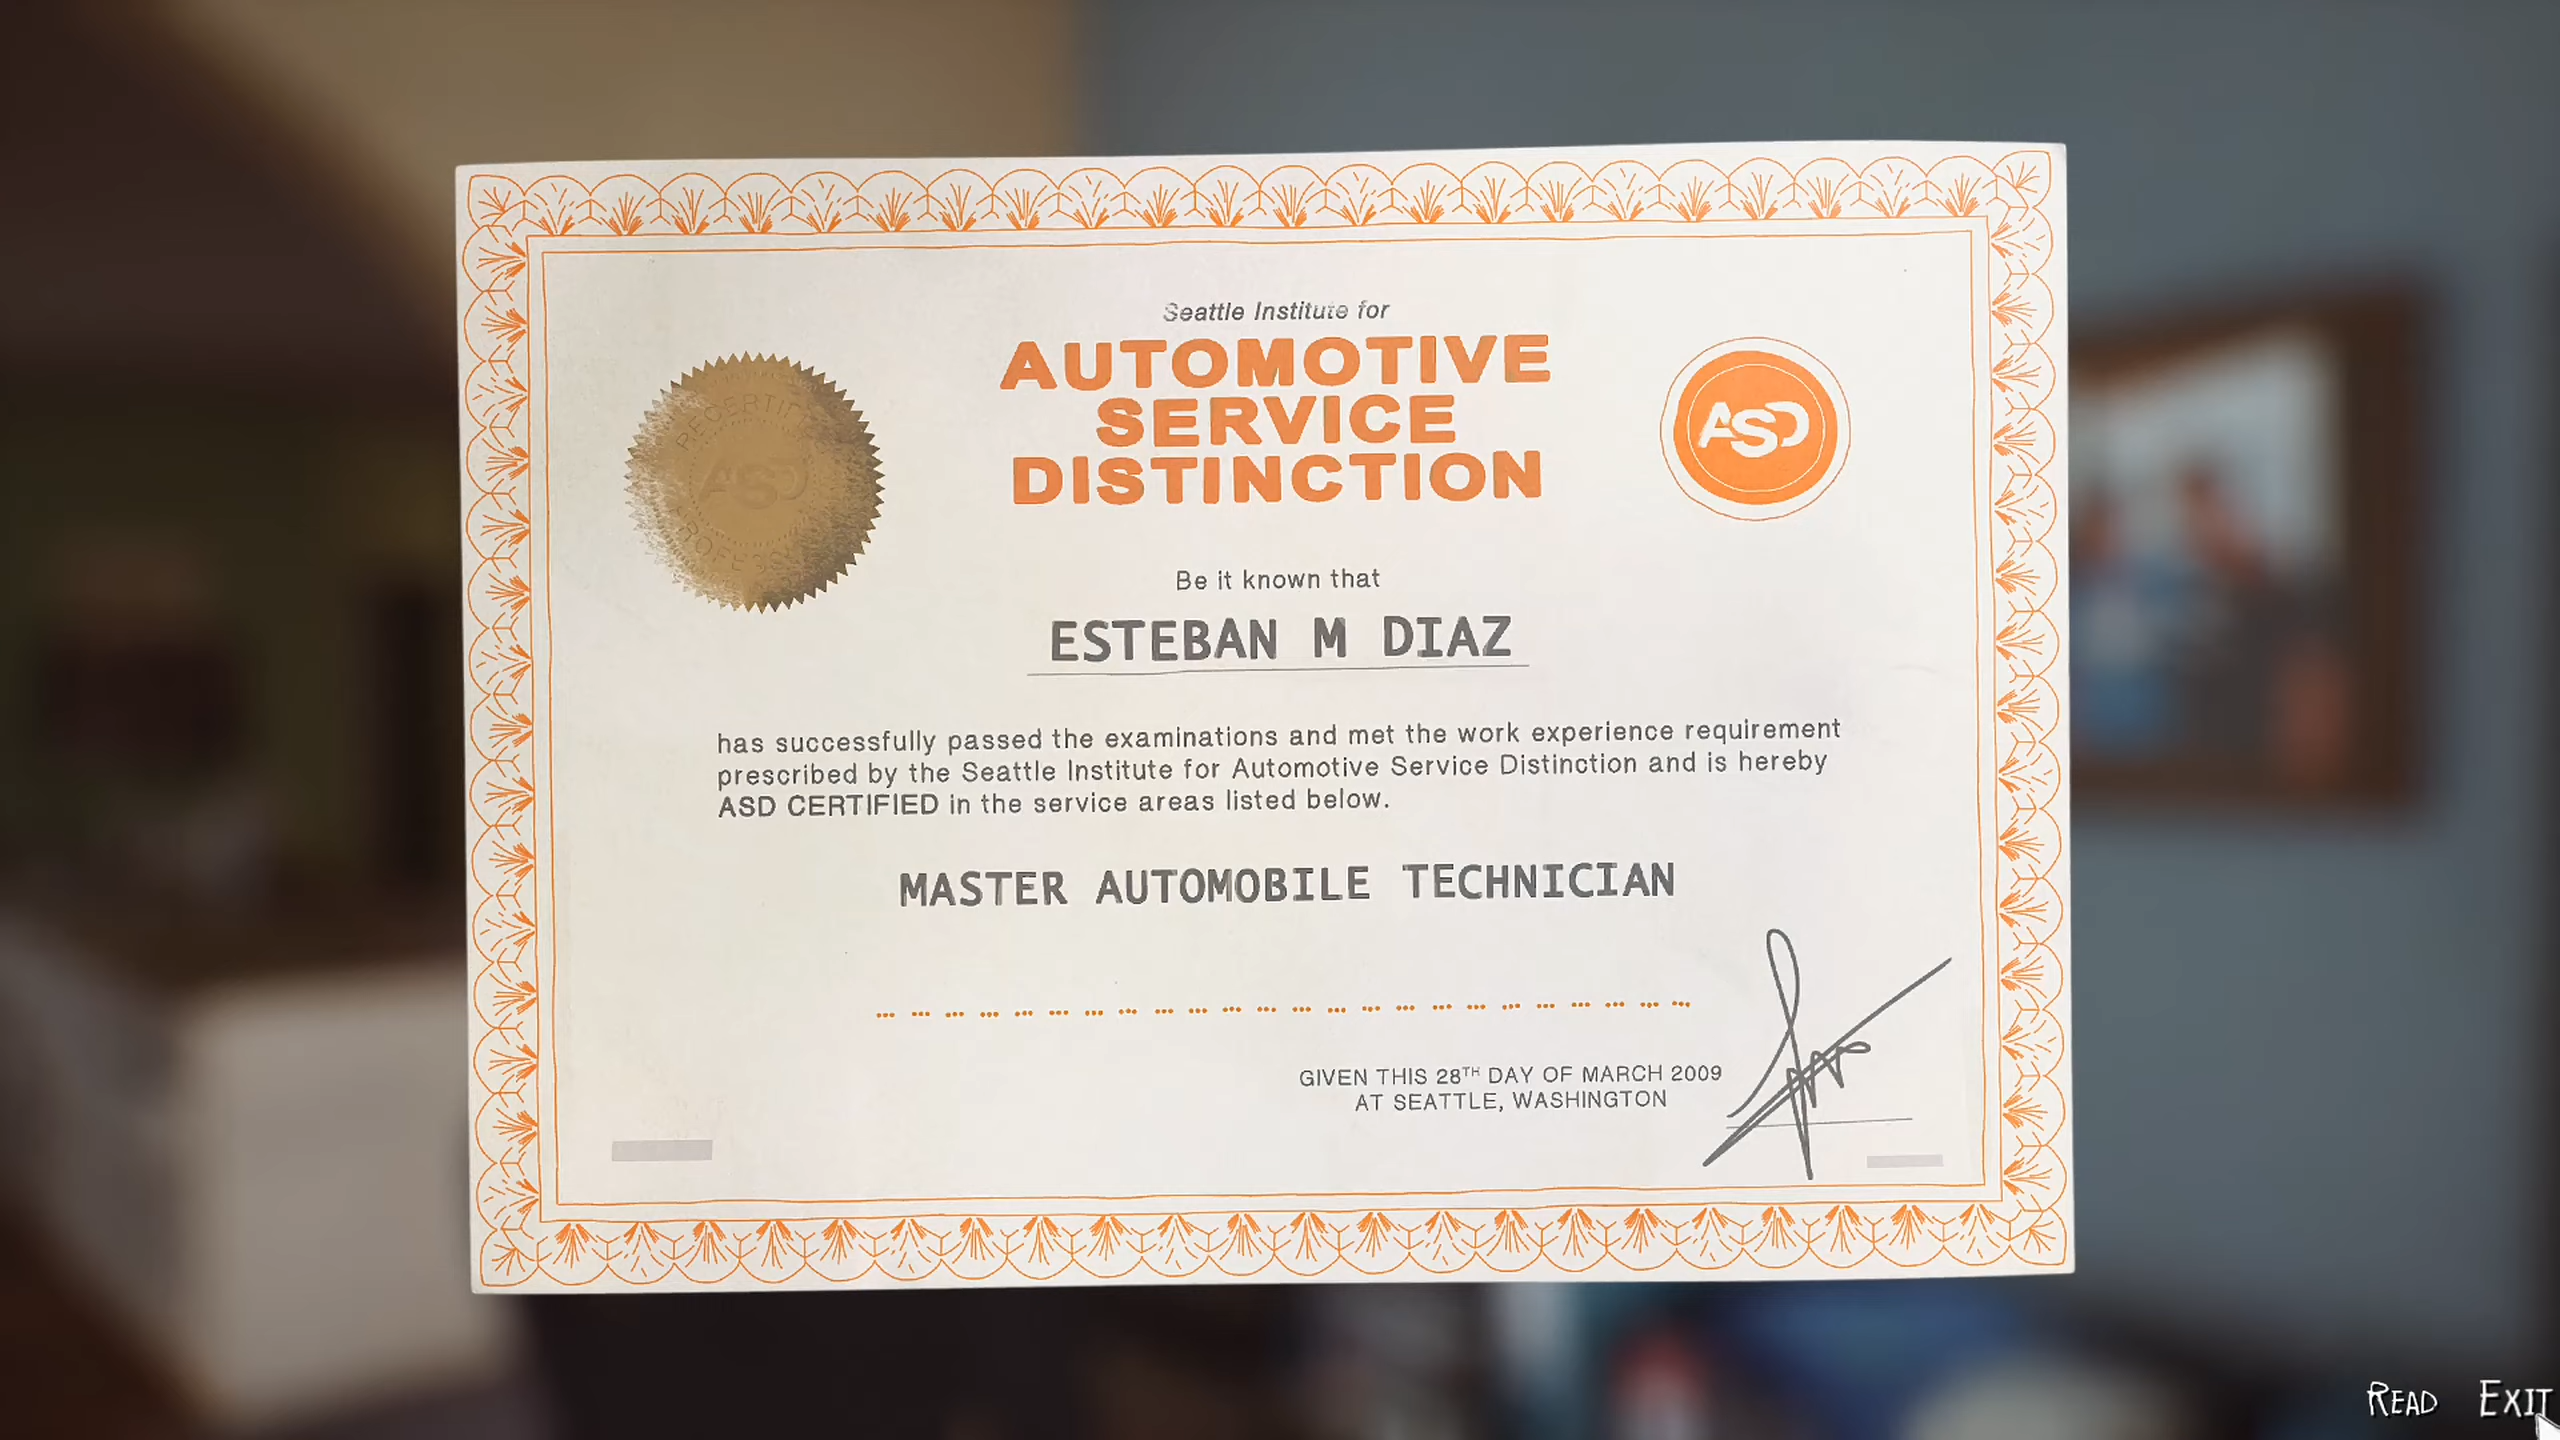 Seattle Institute for
AUTOMOTIVE
SERVICE
DISTINCTION
ASD
ASD
Be it known that
ESTEBAN M DIAZ
has successfully passed the examinations and met the work experience requirement
prescribed by the Seattle Institute for Automotive Service Distinction and is hereby
ASD CERTIFIED in the service areas listed below.
MASTER AUTOMOBILE TECHNICIAN
GIVEN THIS 28TH DAY OF MARCH 2009
AT SEATTLE, WASHINGTON
READ EXIT